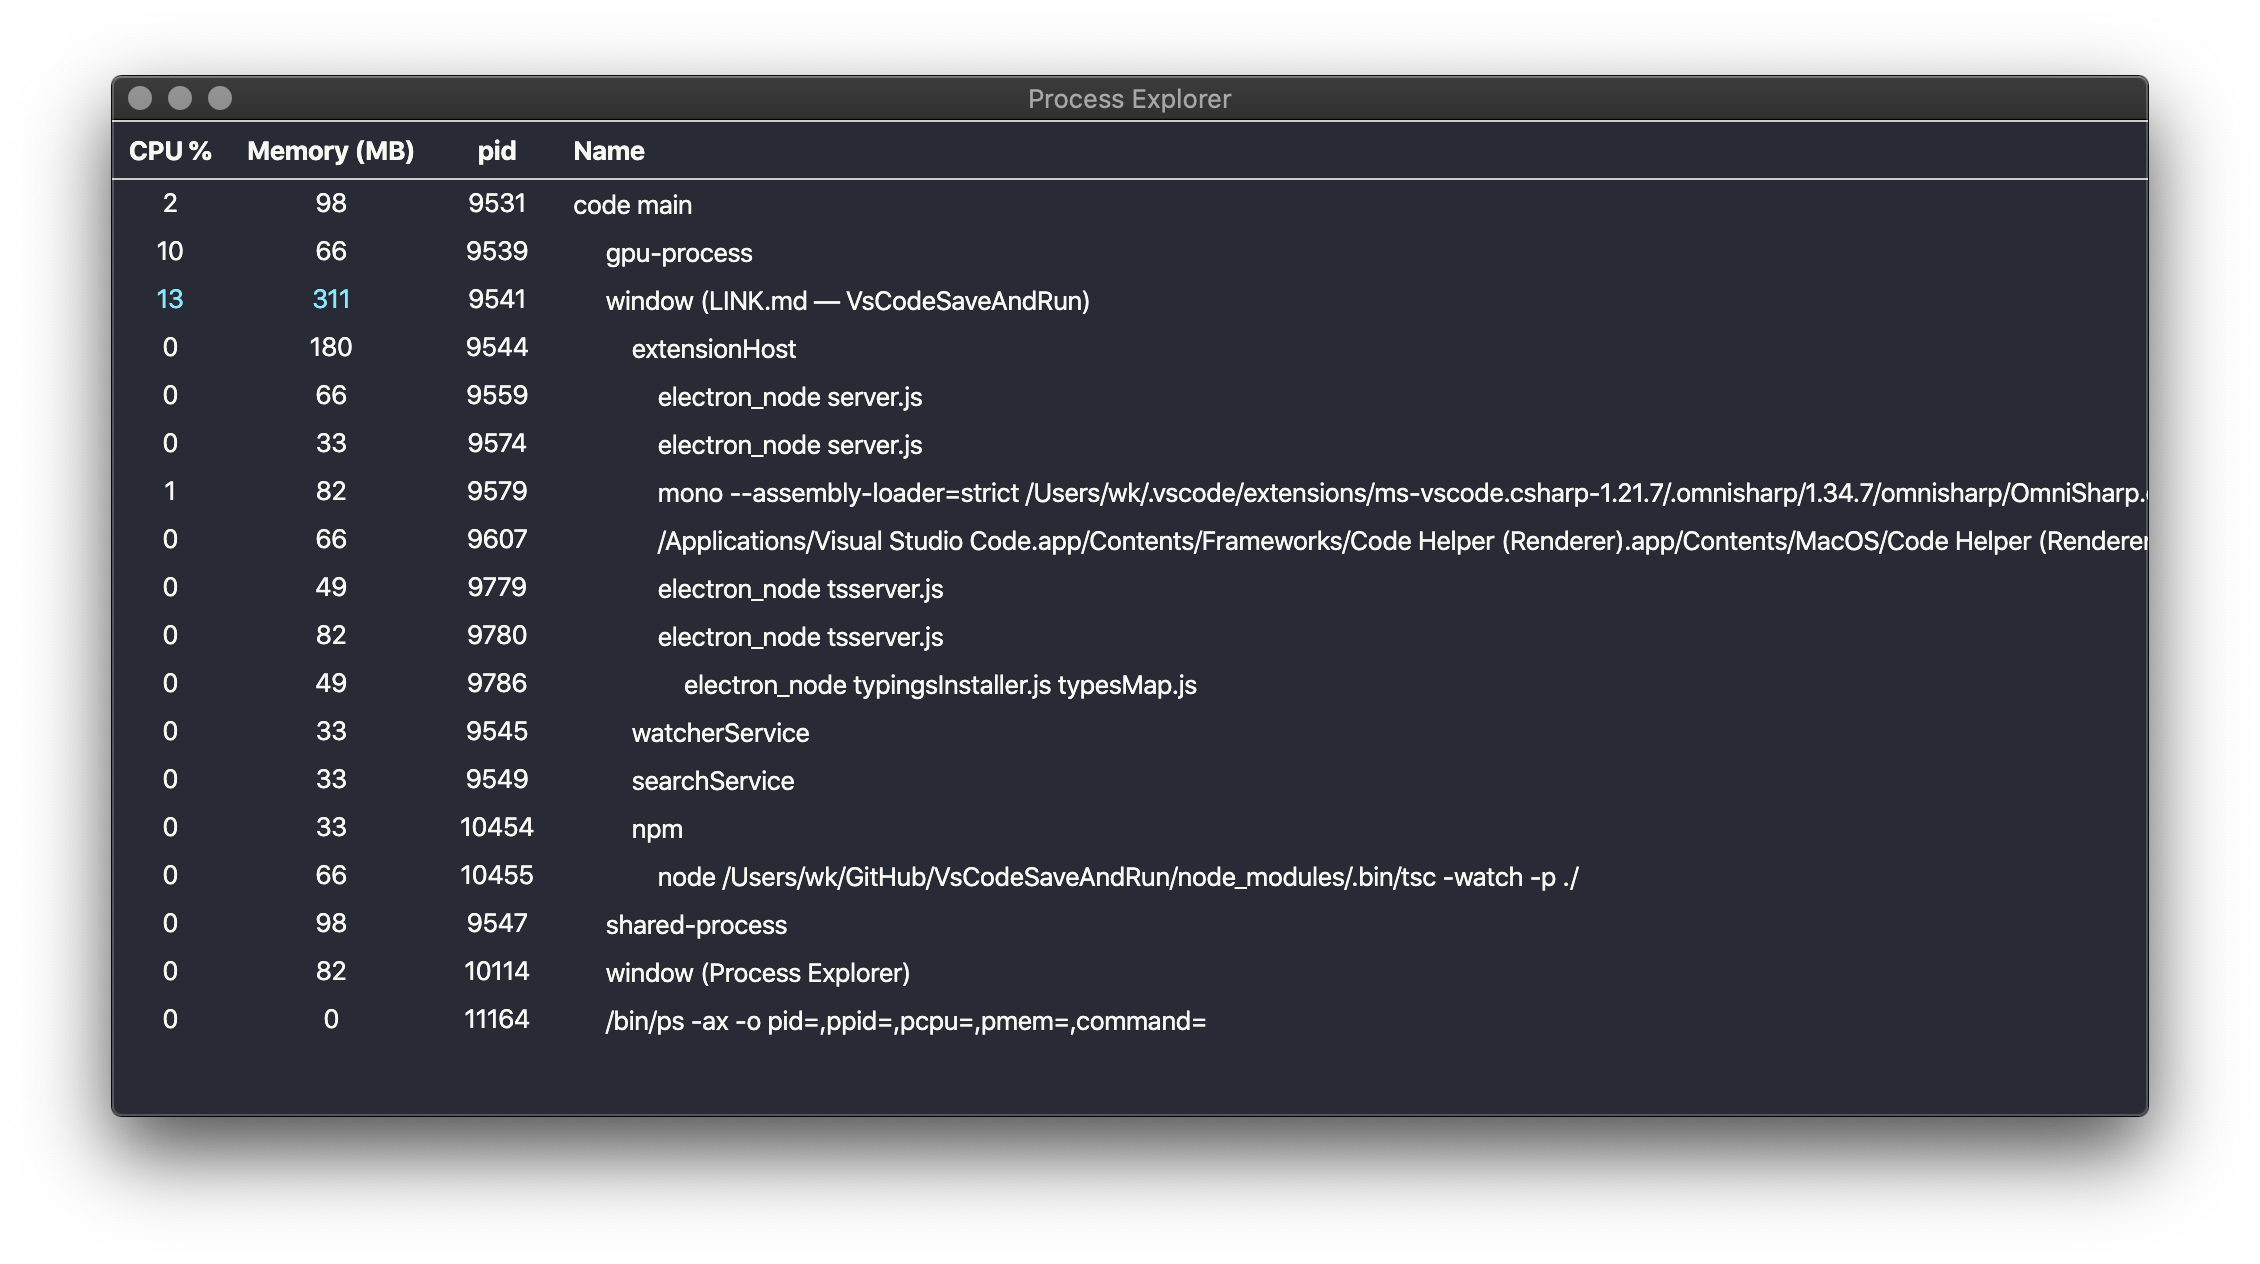 Process Explorer
CPU % Memory (MB) pid Name
2 98 9531 code main
10 66 9539 gpu-process
13 311 9541 window (LINK.md — VsCodeSaveAndRun)
0 180 9544 extensionHost
0 66 9559 electron_node server.js
0 33 9574 electron_node server.js
1 82 9579 mono --assembly-loader=strict /Users/wk/.vscode/extensions/ms-vscode.csharp-1.21.7/.omnisharp/1.34.7/omnisharp/OmniSharp.
0 66 9607 /Applications/Visual Studio Code.app/Contents/Frameworks/Code Helper (Renderer).app/Contents/MacOS/Code Helper (Renderer
0 49 9779 electron_node tsserver.js
0 82 9780 electron_node tsserver.js
0 49 9786 electron_node typingsInstaller.js typesMap.js
0 33 9545 watcherService
0 33 9549 searchService
0 33 10454 npm
0 66 10455 node /Users/wk/GitHub/VsCodeSaveAndRun/node_modules/.bin/tsc -watch -p ./
0 98 9547 shared-process
0 82 10114 window (Process Explorer)
0 0 11164 /bin/ps -ax -o pid=,ppid=,pcpu=,pmem=,command=